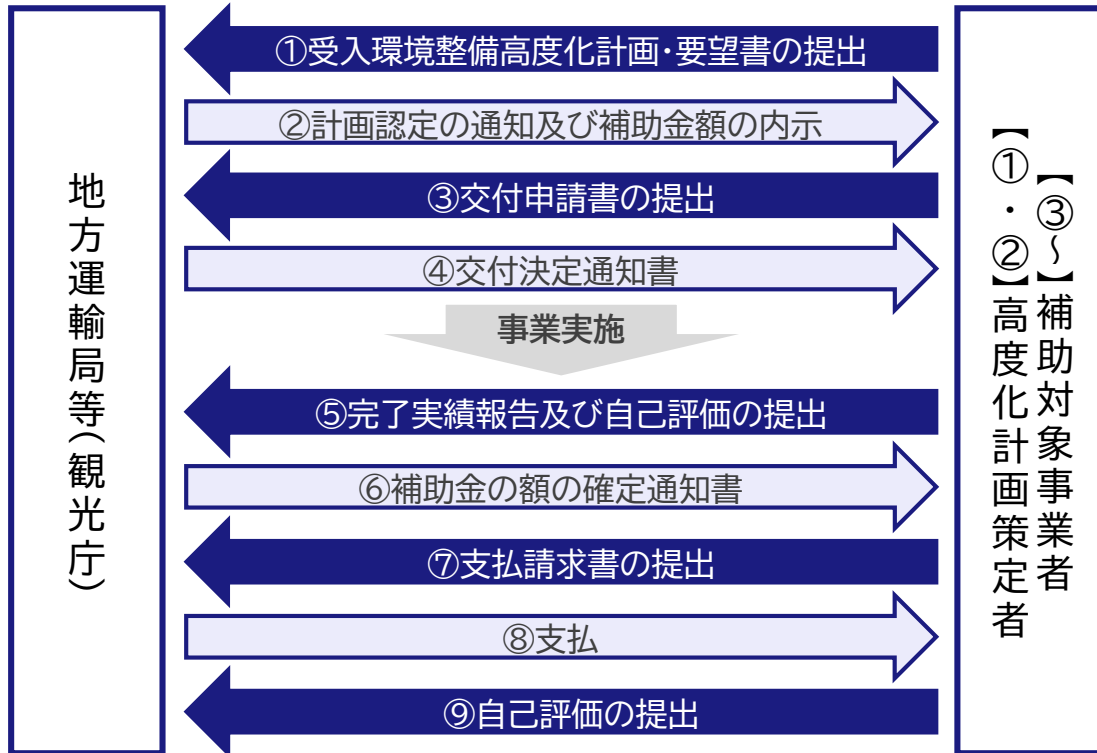 地方運輸局等(観光庁)
①受入環境整備高度化計画・要望書の提出
②計画認定の通知及び補助金額の内示
③交付申請書の提出
④交付決定通知書
事業実施
⑤完了実績報告及び自己評価の提出
⑥補助金の額の確定通知書
⑦支払請求書の提出
⑧支払
⑨自己評価の提出
【③~】補助対象事業者
【①・②】高度化計画策定者